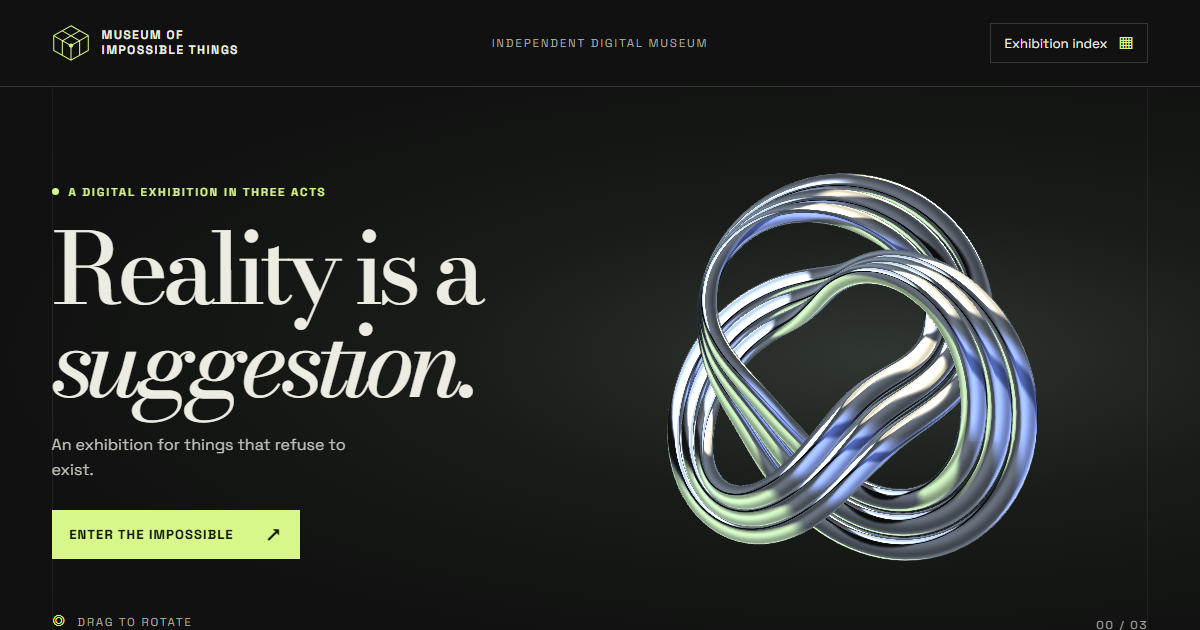 MUSEUM OF
IMPOSSIBLE THINGS
INDEPENDENT DIGITAL MUSEUM
Exhibition index
A DIGITAL EXHIBITION IN THREE ACTS
Reality is a
suggestion.
An exhibition for things that refuse to
exist.
ENTER THE IMPOSSIBLE ↗
DRAG TO ROTATE
00 / 03